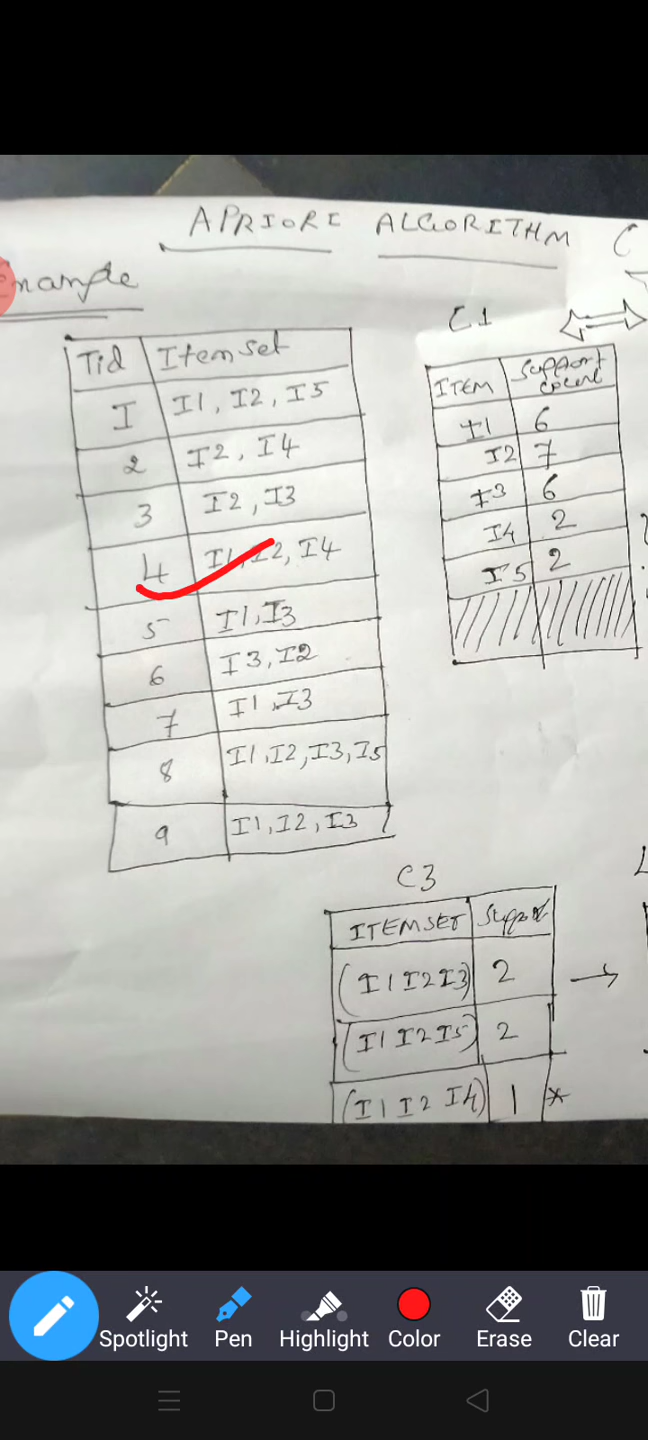 APRIORI ALGORITHM C
Example
C1
Tid Itemset
I I1, I2, I5
2 I2, I4
3 I2, I3
4 I1, I2, I4
5 I1, I3
6 I3, I2
7 I1, I3
8 I1, I2, I3, I5
9 I1, I2, I3
ITEM Support count
I1 6
I2 7
I3 6
I4 2
I5 2
C3
ITEMSET Support
(I1 I2 I3) 2
(I1 I2 I5) 2
(I1 I2 I4) 1 *
Spotlight Pen Highlight Color Erase Clear